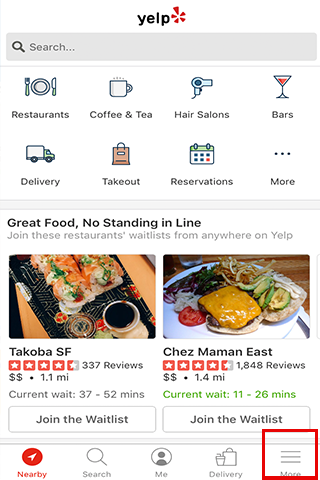 yelp
Search...
Restaurants
Coffee & Tea
Hair Salons
Bars
Delivery
Takeout
Reservations
More
Great Food, No Standing in Line
Join these restaurants' waitlists from anywhere on Yelp
Takoba SF
337 Reviews
$$ • 1.1 mi
Current wait: 37 - 52 mins
Join the Waitlist
Chez Maman East
1,848 Reviews
$$ • 1.4 mi
Current wait: 11 - 26 mins
Join the Waitlist
Nearby
Search
Me
Delivery
More